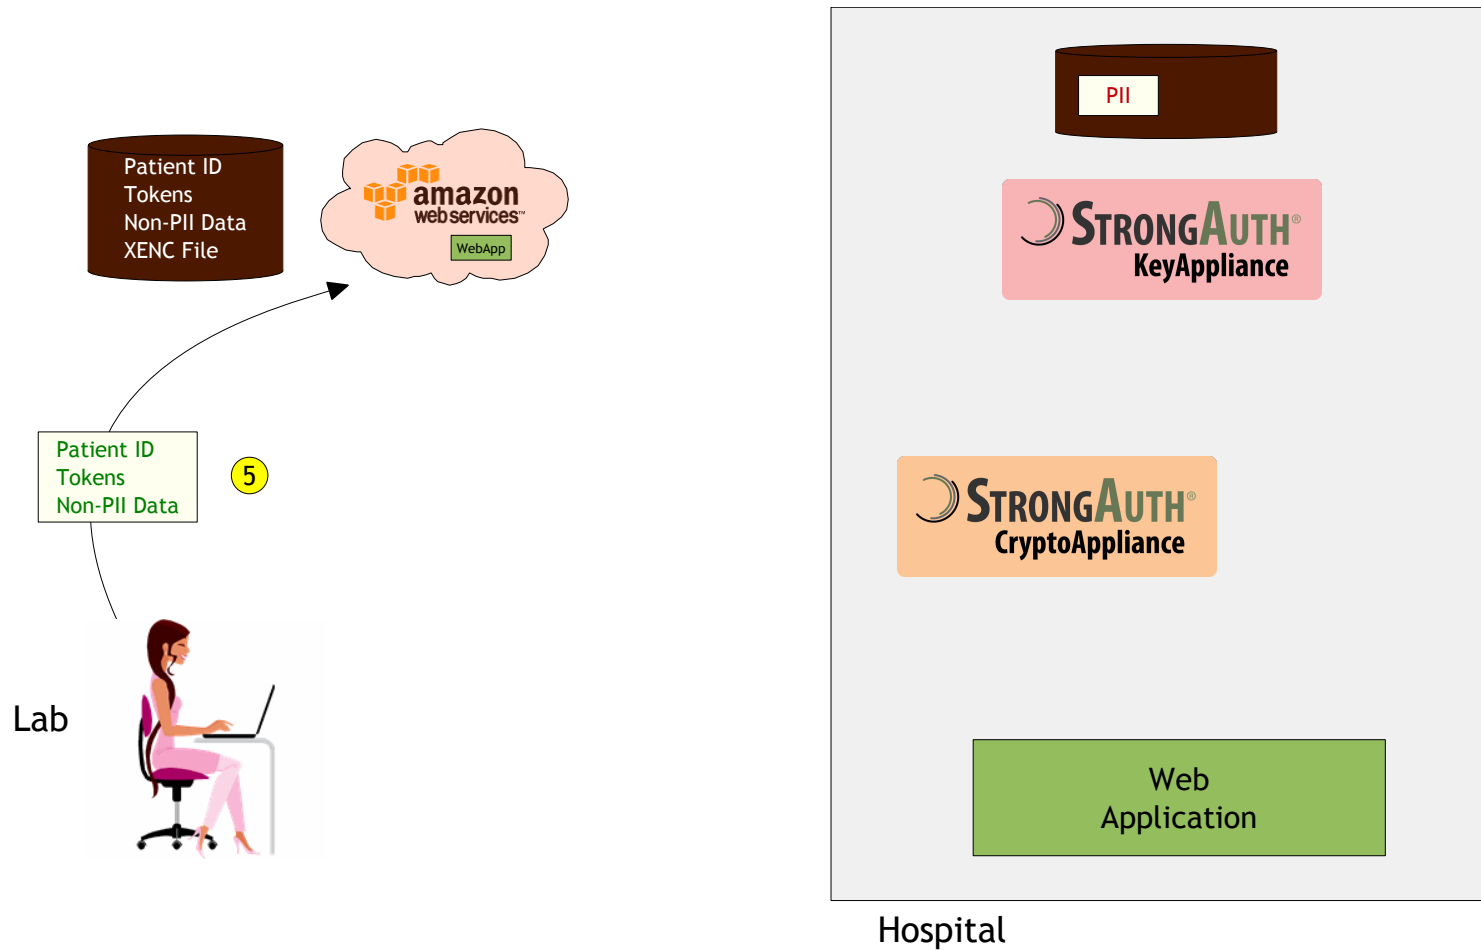 Patient ID
Tokens
Non-PII Data
XENC File
amazon
webservices™
WebApp
Patient ID
Tokens
Non-PII Data
5
Lab
PII
STRONGAUTH®
KeyAppliance
STRONGAUTH®
CryptoAppliance
Web
Application
Hospital